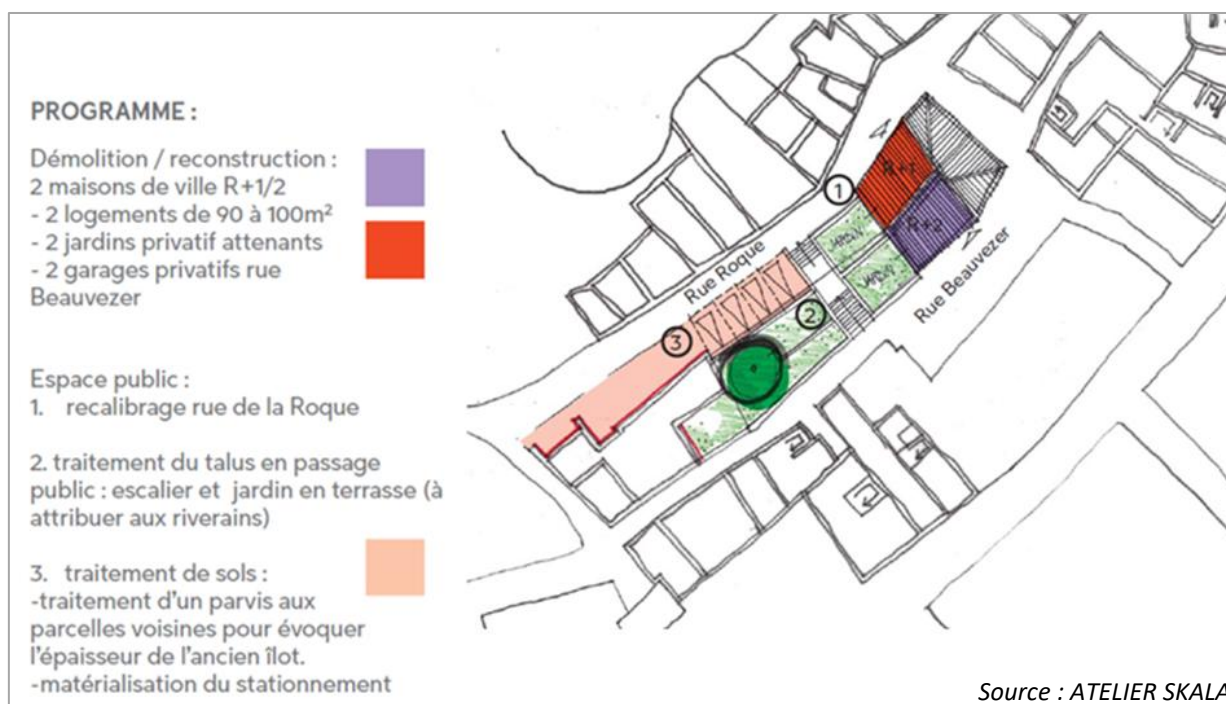 PROGRAMME :
Démolition / reconstruction :
2 maisons de ville R+1/2
- 2 logements de 90 à 100m²
- 2 jardins privatif attenants
- 2 garages privatifs rue
Beauvezer
Espace public :
1. recalibrage rue de la Roque
2. traitement du talus en passage
public : escalier et jardin en terrasse (à
attribuer aux riverains)
3. traitement de sols :
-traitement d'un parvis aux
parcelles voisines pour évoquer
l'épaisseur de l'ancien îlot.
-matérialisation du stationnement
R+1
1
R+2
JARDIN
JARDIN
Rue Roque
Rue Beauvezer
2
3
Source : ATELIER SKALA